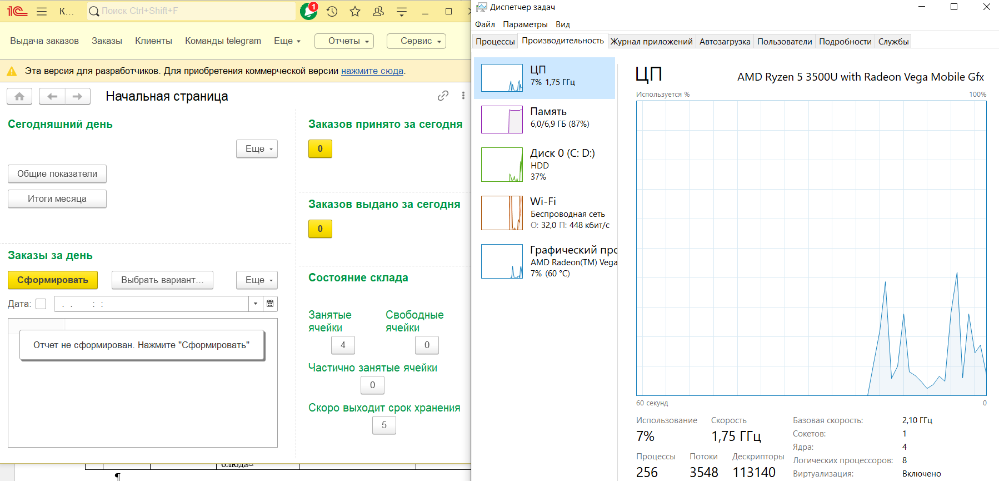 1С К... Поиск Ctrl+Shift+F 1
Выдача заказов Заказы Клиенты Команды telegram Еще Отчеты Сервис
Эта версия для разработчиков. Для приобретения коммерческой версии нажмите сюда.
Начальная страница
Сегодняшний день
Еще
Общие показатели
Итоги месяца
Заказы за день
Сформировать Выбрать вариант... Еще
Дата: . . : :
Отчет не сформирован. Нажмите "Сформировать"
Заказов принято за сегодня
0
Заказов выдано за сегодня
0
Состояние склада
Занятые ячейки
4
Свободные ячейки
0
Частично занятые ячейки
0
Скоро выходит срок хранения
5
блюда¤
¶
Диспетчер задач
Файл Параметры Вид
Процессы Производительность Журнал приложений Автозагрузка Пользователи Подробности Службы
ЦП
7% 1,75 ГГц
Память
6,0/6,9 ГБ (87%)
Диск 0 (C: D:)
HDD
37%
Wi-Fi
Беспроводная сеть
О: 32,0 П: 448 кбит/с
Графический прс
AMD Radeon(TM) Vega
7% (60 °C)
ЦП AMD Ryzen 5 3500U with Radeon Vega Mobile Gfx
Используется % 100%
60 секунд 0
Использование Скорость
7% 1,75 ГГц
Процессы Потоки Дескрипторы
256 3548 113140
Базовая скорость: 2,10 ГГц
Сокетов: 1
Ядра: 4
Логических процессоров: 8
Виртуализация: Включено